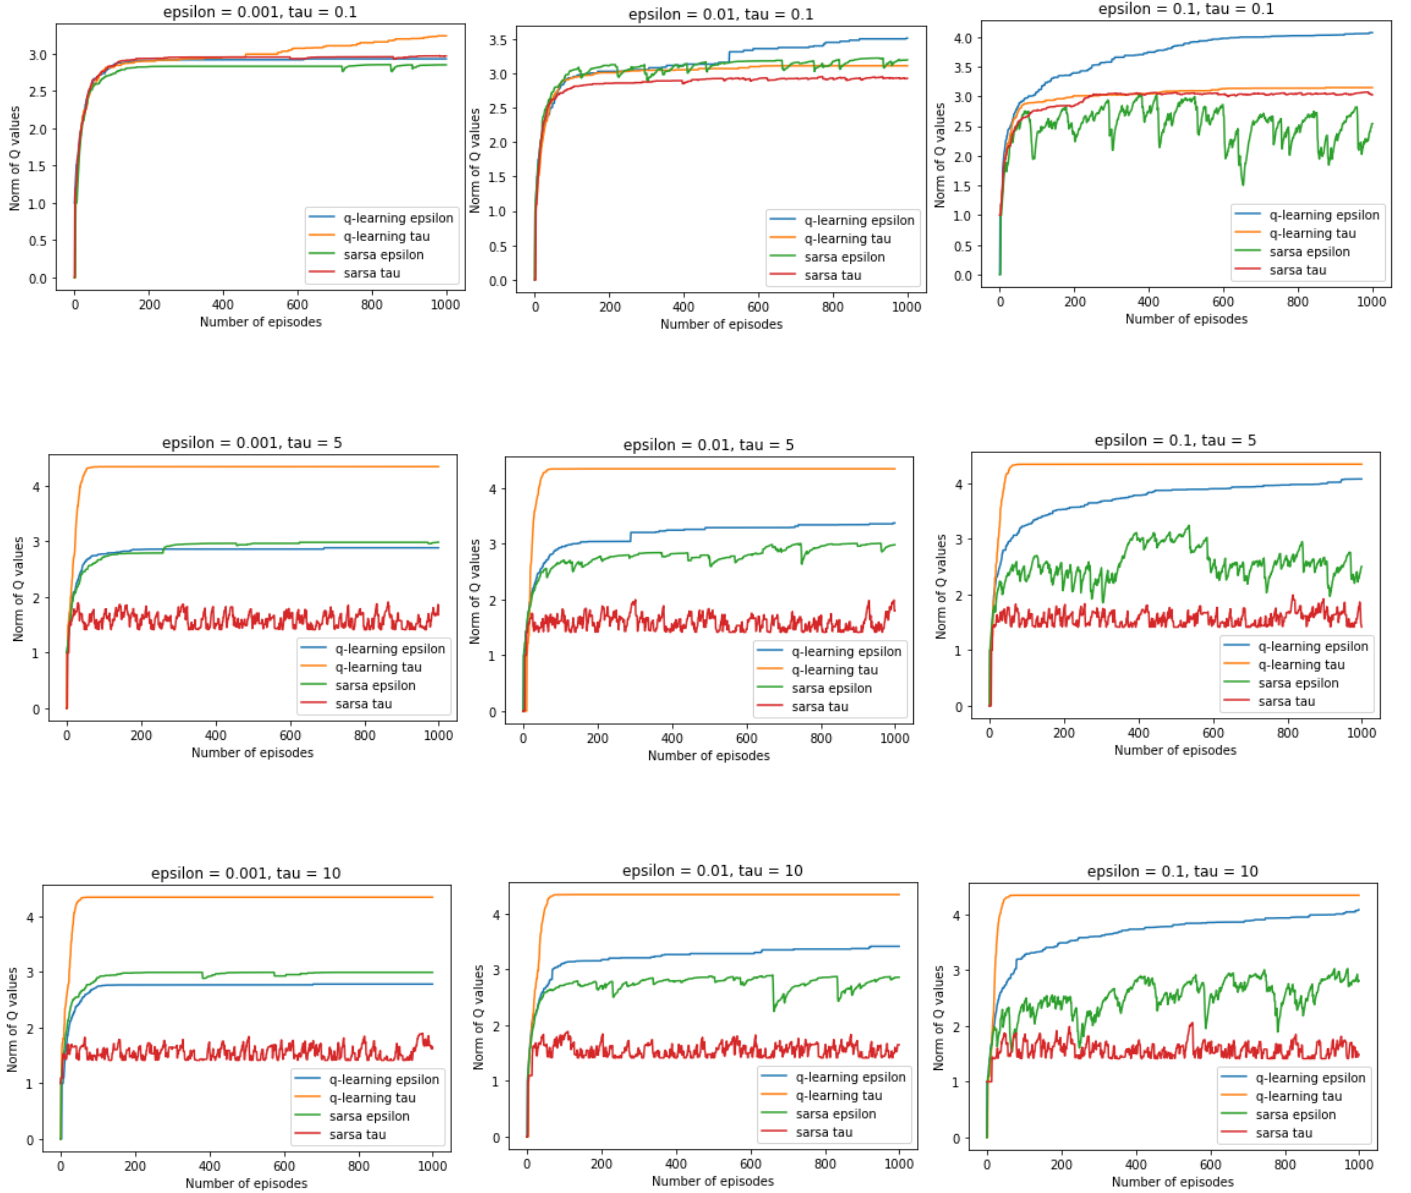 epsilon = 0.001, tau = 0.1
Norm of Q values
3.0
2.5
2.0
1.5
1.0
0.5
0.0
q-learning epsilon
q-learning tau
sarsa epsilon
sarsa tau
0 200 400 600 800 1000
Number of episodes
epsilon = 0.01, tau = 0.1
Norm of Q values
3.5
3.0
2.5
2.0
1.5
1.0
0.5
0.0
q-learning epsilon
q-learning tau
sarsa epsilon
sarsa tau
0 200 400 600 800 1000
Number of episodes
epsilon = 0.1, tau = 0.1
Norm of Q values
4.0
3.5
3.0
2.5
2.0
1.5
1.0
0.5
0.0
q-learning epsilon
q-learning tau
sarsa epsilon
sarsa tau
0 200 400 600 800 1000
Number of episodes
epsilon = 0.001, tau = 5
Norm of Q values
4
3
2
1
0
q-learning epsilon
q-learning tau
sarsa epsilon
sarsa tau
0 200 400 600 800 1000
Number of episodes
epsilon = 0.01, tau = 5
Norm of Q values
4
3
2
1
0
q-learning epsilon
q-learning tau
sarsa epsilon
sarsa tau
0 200 400 600 800 1000
Number of episodes
epsilon = 0.1, tau = 5
Norm of Q values
4
3
2
1
0
q-learning epsilon
q-learning tau
sarsa epsilon
sarsa tau
0 200 400 600 800 1000
Number of episodes
epsilon = 0.001, tau = 10
Norm of Q values
4
3
2
1
0
q-learning epsilon
q-learning tau
sarsa epsilon
sarsa tau
0 200 400 600 800 1000
Number of episodes
epsilon = 0.01, tau = 10
Norm of Q values
4
3
2
1
0
q-learning epsilon
q-learning tau
sarsa epsilon
sarsa tau
0 200 400 600 800 1000
Number of episodes
epsilon = 0.1, tau = 10
Norm of Q values
4
3
2
1
0
q-learning epsilon
q-learning tau
sarsa epsilon
sarsa tau
0 200 400 600 800 1000
Number of episodes